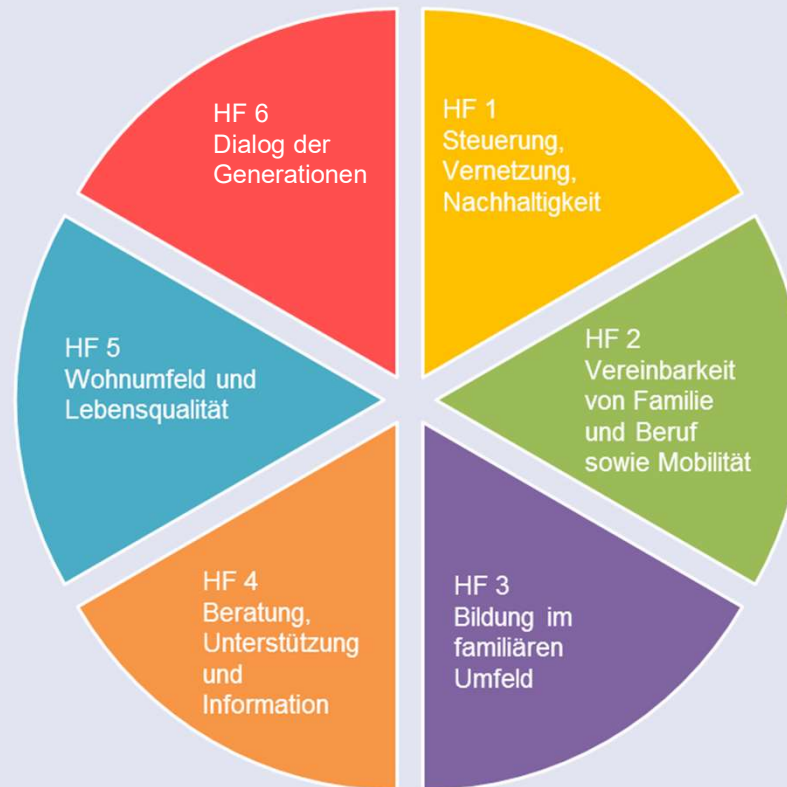 HF 1
Steuerung,
Vernetzung,
Nachhaltigkeit
HF 2
Vereinbarkeit
von Familie
und Beruf
sowie Mobilität
HF 3
Bildung im
familiären
Umfeld
HF 4
Beratung,
Unterstützung
und
Information
HF 5
Wohnumfeld und
Lebensqualität
HF 6
Dialog der
Generationen